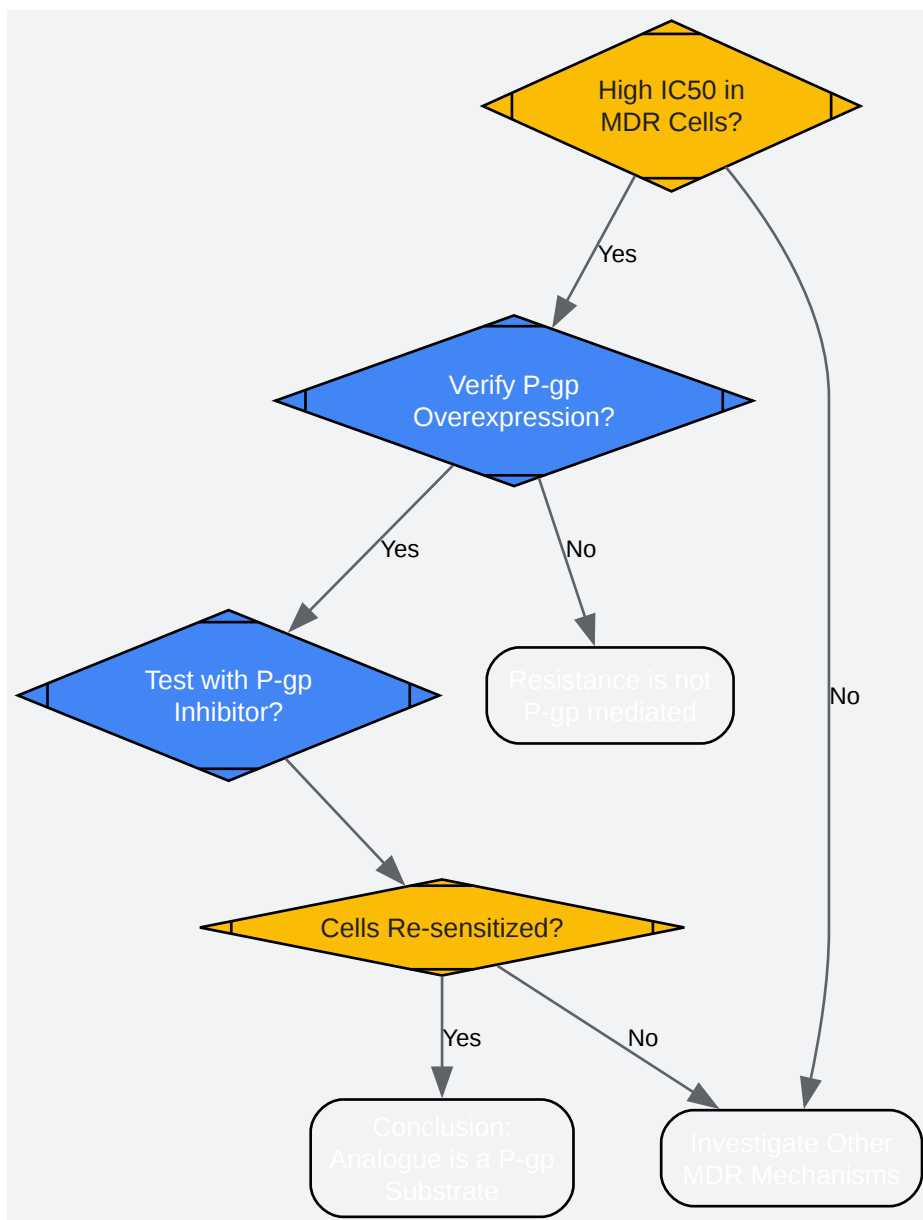 High IC50 in
MDR Cells?
Yes
Verify P-gp
Overexpression?
Yes
No
Test with P-gp
Inhibitor?
Resistance is not
P-gp mediated
No
Cells Re-sensitized?
Yes
No
Conclusion:
Analogue is a P-gp
Substrate
Investigate Other
MDR Mechanisms